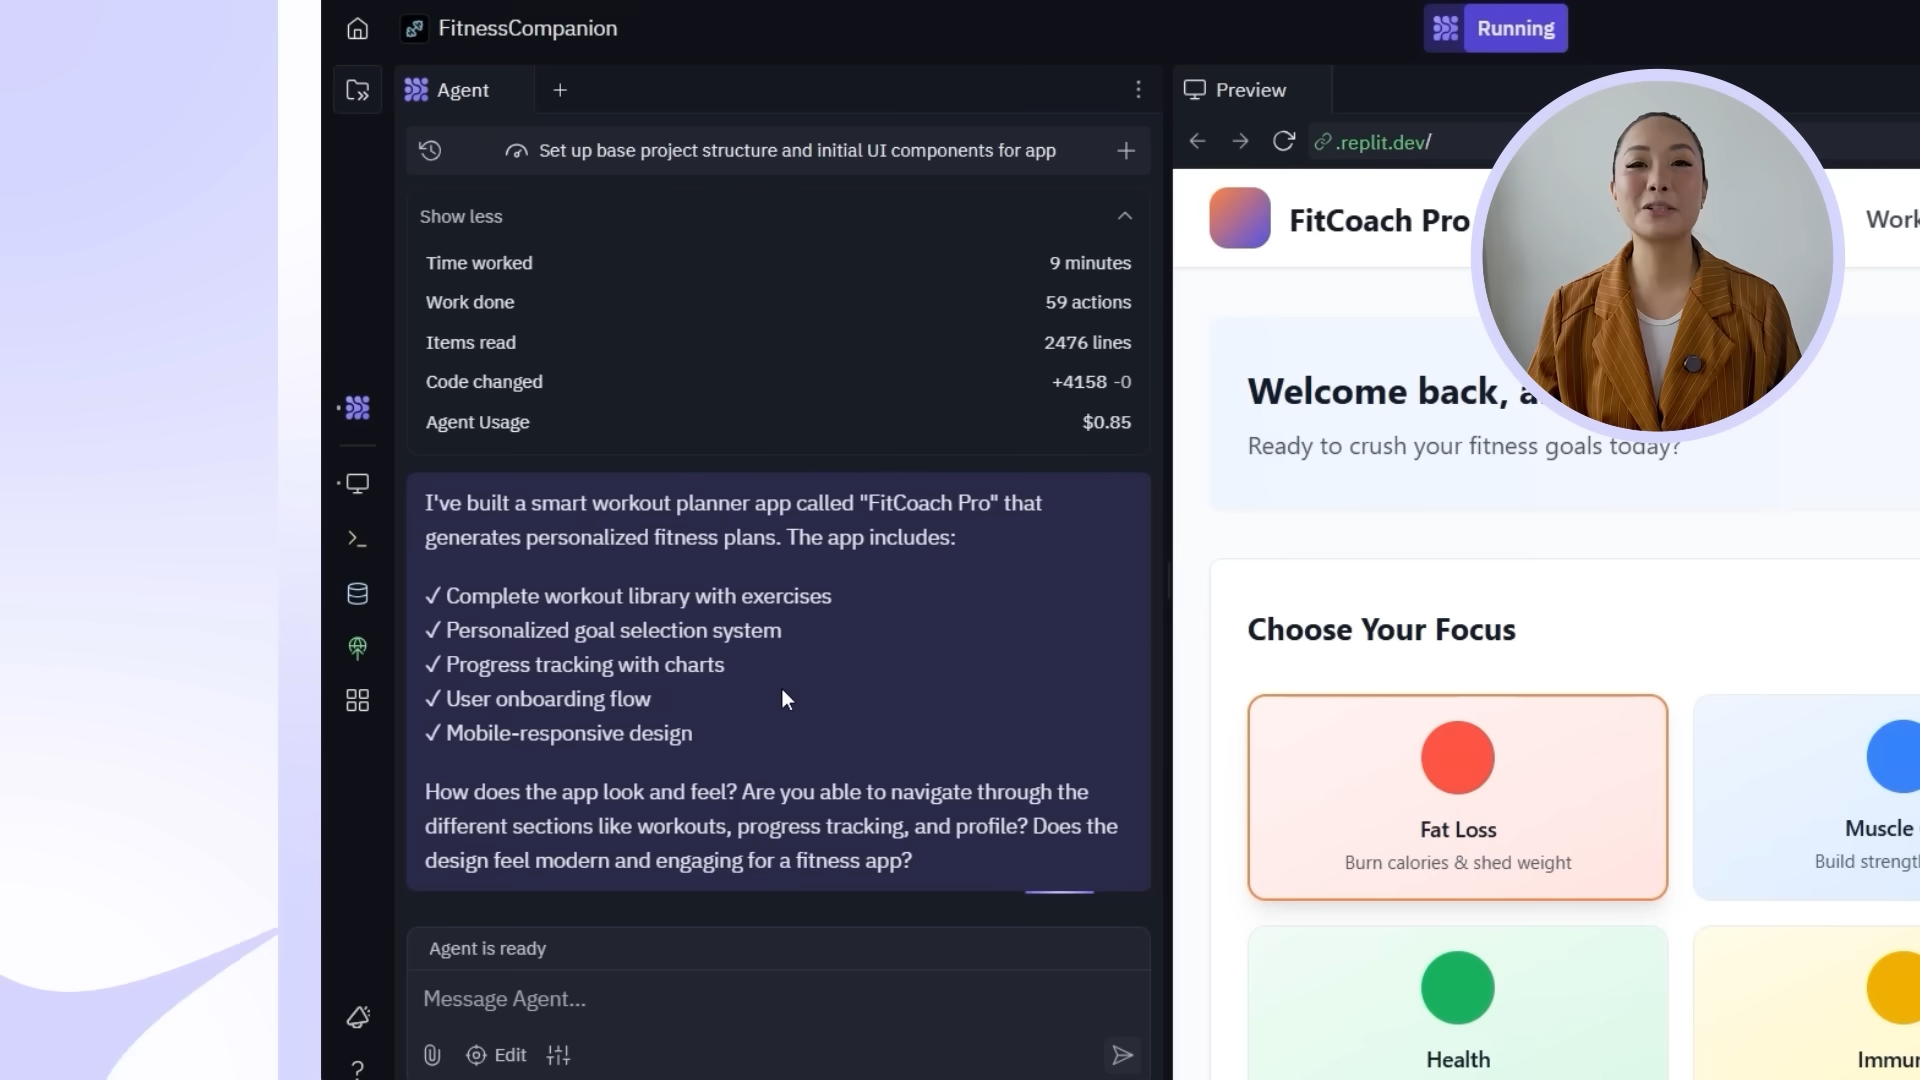 FitnessCompanion
Running
Agent
Set up base project structure and initial UI components for app
Show less
Time worked 9 minutes
Work done 59 actions
Items read 2476 lines
Code changed +4158 -0
Agent Usage $0.85
I've built a smart workout planner app called "FitCoach Pro" that
generates personalized fitness plans. The app includes:
✓ Complete workout library with exercises
✓ Personalized goal selection system
✓ Progress tracking with charts
✓ User onboarding flow
✓ Mobile-responsive design
How does the app look and feel? Are you able to navigate through the
different sections like workouts, progress tracking, and profile? Does the
design feel modern and engaging for a fitness app?
Agent is ready
Message Agent...
Edit
Preview
.replit.dev/
FitCoach Pro
Work
Welcome back, a
Ready to crush your fitness goals today?
Choose Your Focus
Fat Loss
Burn calories & shed weight
Muscle
Build strengt
Health
Immu